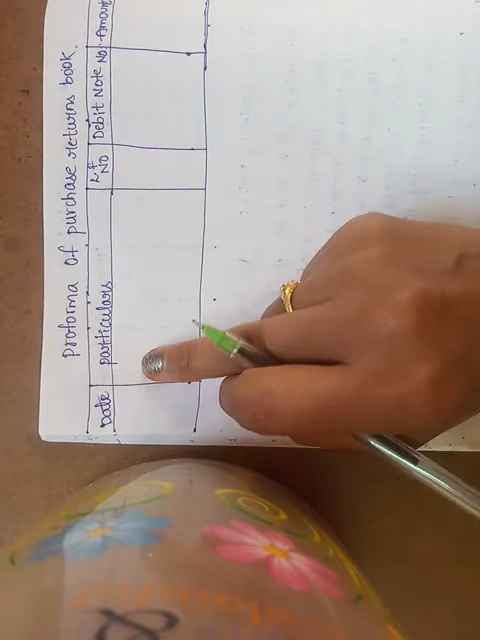 proforma of purchase returns book.
Date particulars L.f NO Debit Note No. Amount